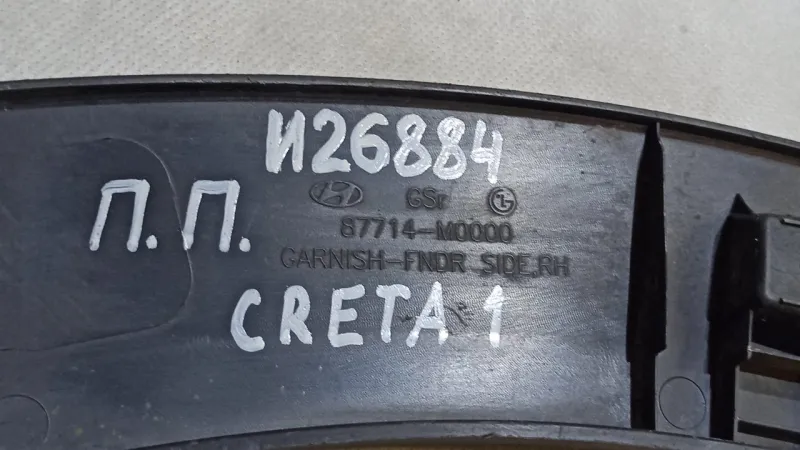 И26884
П.П.
GSr
87714-M0000
GARNISH-FNDR SIDE,RH
CRETA 1